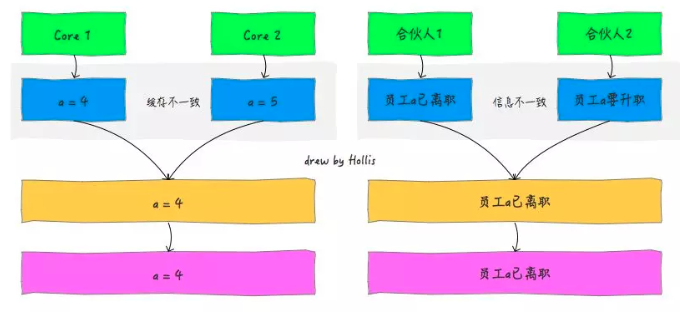 Core 1
Core 2
合伙人1
合伙人2
a = 4
缓存不一致
a = 5
员工a已离职
信息不一致
员工a要升职
drew by Hollis
a = 4
员工a已离职
a = 4
员工a已离职